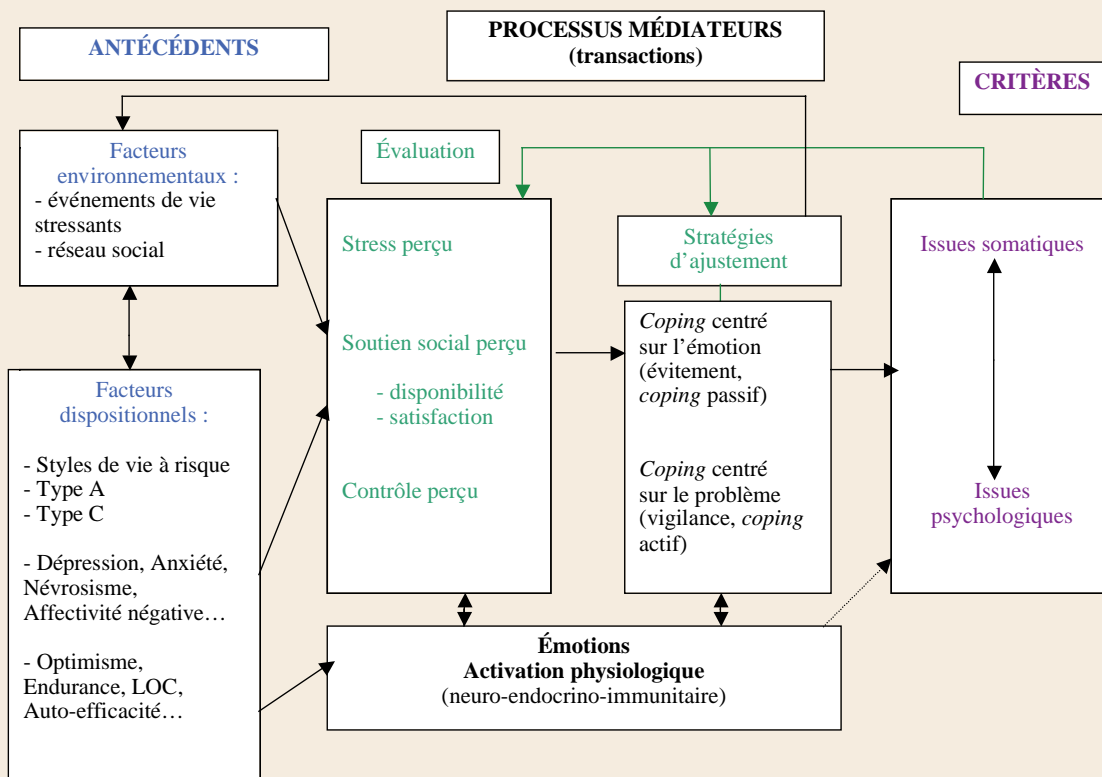 ANTÉCÉDENTS
PROCESSUS MÉDIATEURS
(transactions)
CRITÈRES
Facteurs
environnementaux :
- événements de vie
stressants
- réseau social
Facteurs
dispositionnels :
- Styles de vie à risque
- Type A
- Type C
- Dépression, Anxiété,
Névrosisme,
Affectivité négative…
- Optimisme,
Endurance, LOC,
Auto-efficacité…
Évaluation
Stress perçu
Soutien social perçu
- disponibilité
- satisfaction
Contrôle perçu
Stratégies
d’ajustement
Coping centré
sur l’émotion
(évitement,
coping passif)
Coping centré
sur le problème
(vigilance, coping
actif)
Émotions
Activation physiologique
(neuro-endocrino-immunitaire)
Issues somatiques
Issues
psychologiques